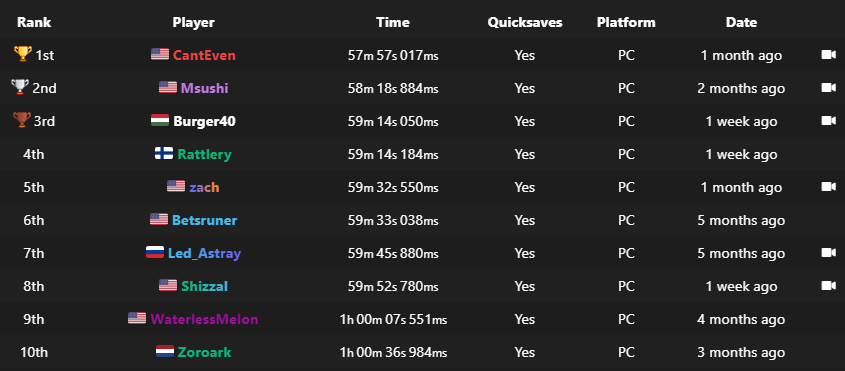 Rank Player Time Quicksaves Platform Date
1st CantEven 57m 57s 017ms Yes PC 1 month ago
2nd Msushi 58m 18s 884ms Yes PC 2 months ago
3rd Burger40 59m 14s 050ms Yes PC 1 week ago
4th Rattlery 59m 14s 184ms Yes PC 1 week ago
5th zach 59m 32s 550ms Yes PC 1 month ago
6th Betsruner 59m 33s 038ms Yes PC 5 months ago
7th Led_Astray 59m 45s 880ms Yes PC 5 months ago
8th Shizzal 59m 52s 780ms Yes PC 1 week ago
9th WaterlessMelon 1h 00m 07s 551ms Yes PC 4 months ago
10th Zoroark 1h 00m 36s 984ms Yes PC 3 months ago